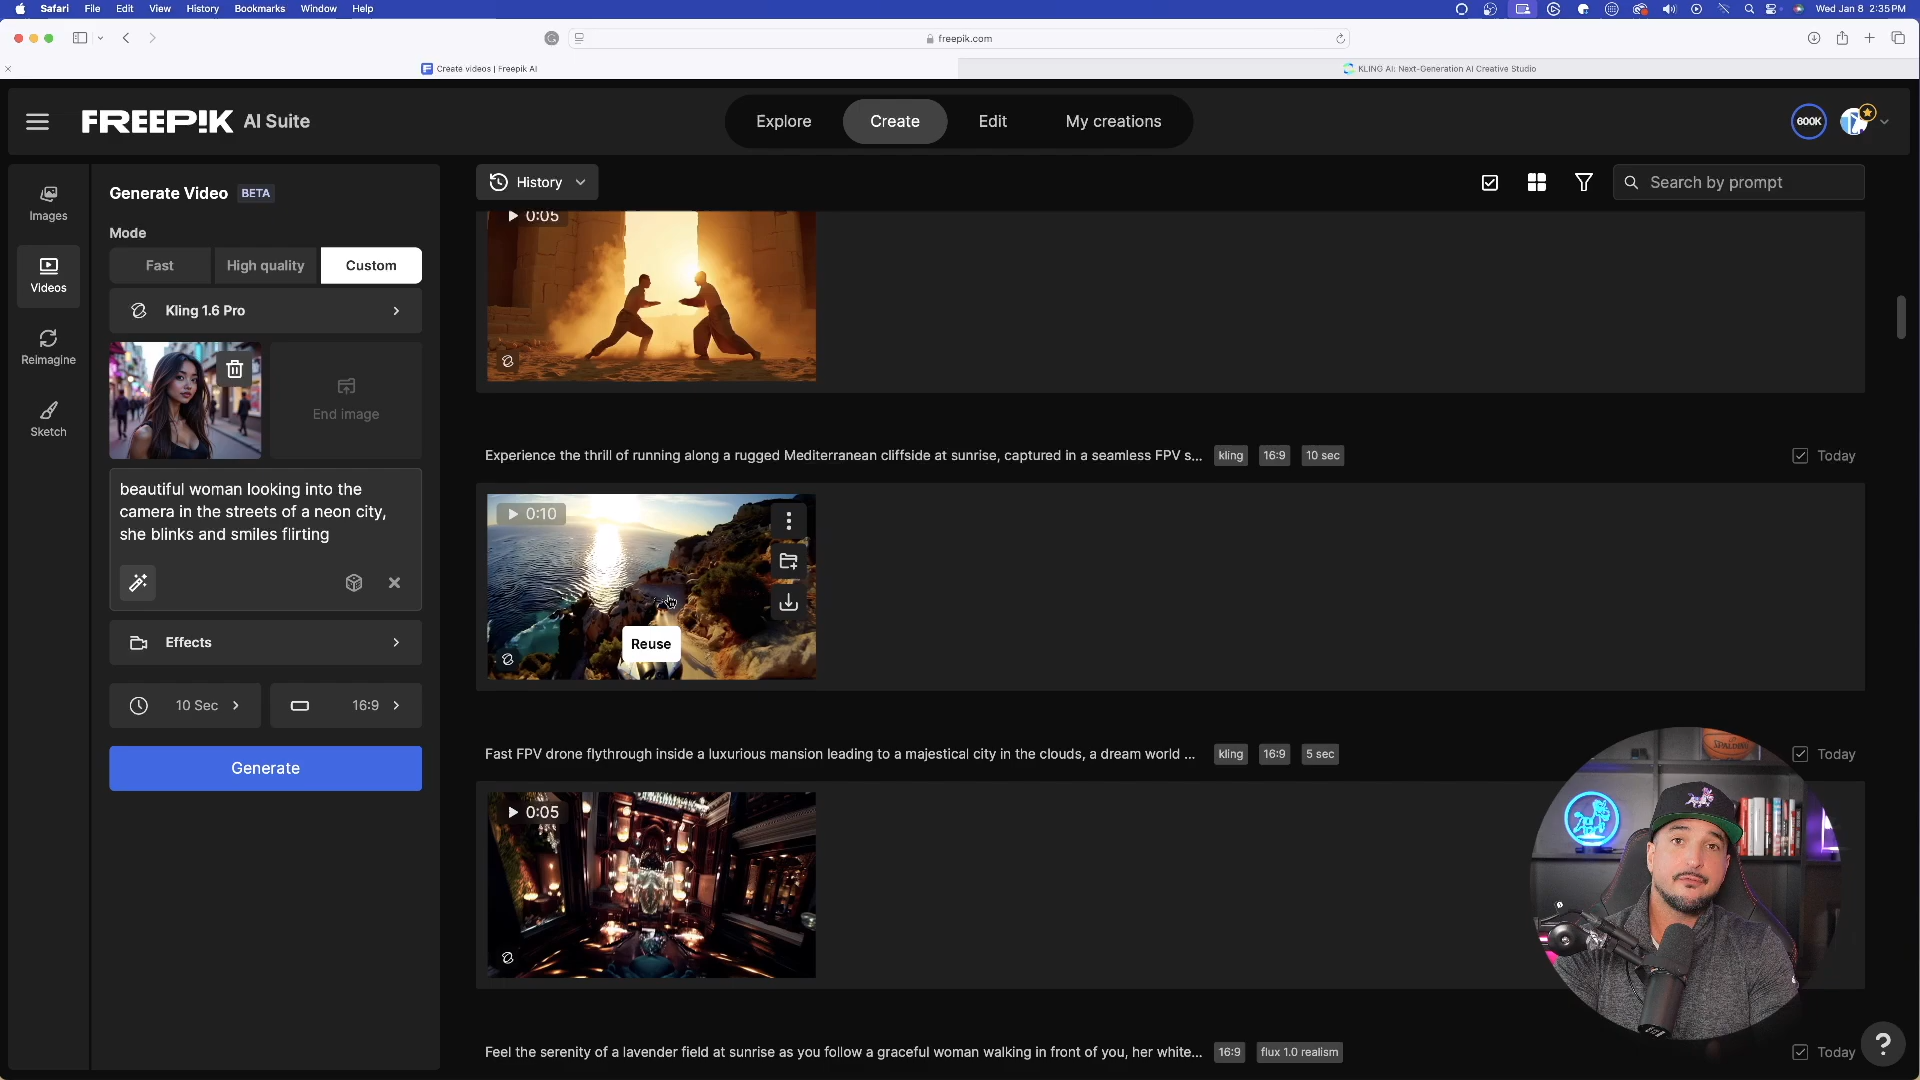 Safari File Edit View History Bookmarks Window Help
Wed Jan 8 2:35 PM
freepik.com
Create videos | Freepik AI
KLING AI: Next-Generation AI Creative Studio
FREEPIK AI Suite
Explore
Create
Edit
My creations
600K
Images
Videos
Reimagine
Sketch
Generate Video BETA
Mode
Fast
High quality
Custom
Kling 1.6 Pro
End image
beautiful woman looking into the
camera in the streets of a neon city,
she blinks and smiles flirting
Effects
10 Sec
16:9
Generate
History
Search by prompt
0:05
Experience the thrill of running along a rugged Mediterranean cliffside at sunrise, captured in a seamless FPV s... kling 16:9 10 sec
Today
0:10
Reuse
Fast FPV drone flythrough inside a luxurious mansion leading to a majestical city in the clouds, a dream world ... kling 16:9 5 sec
Today
0:05
SPALDING
Feel the serenity of a lavender field at sunrise as you follow a graceful woman walking in front of you, her white... 16:9 flux 1.0 realism
Today
?